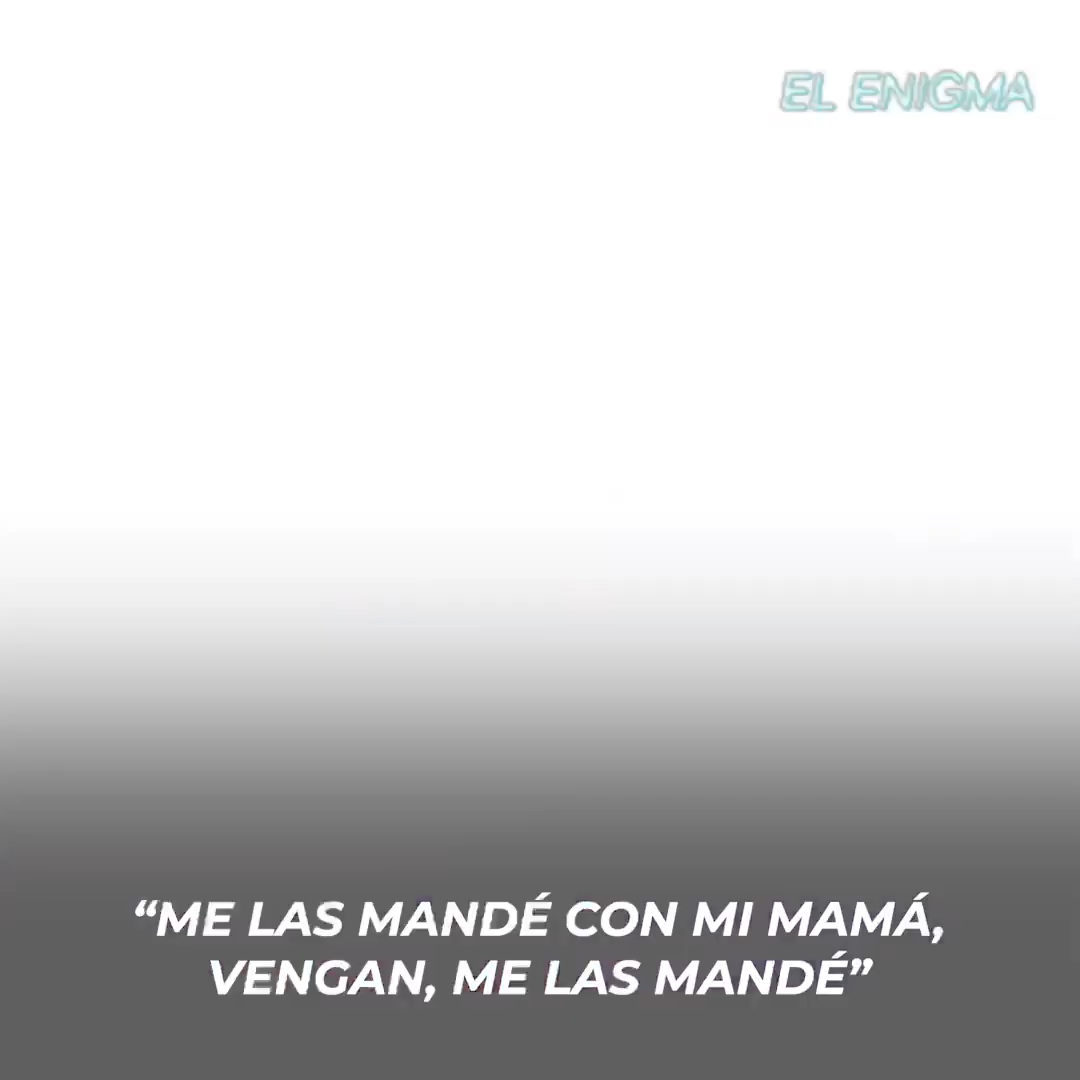 EL ENIGMA
“ME LAS MANDÉ CON MI MAMÁ,
VENGAN, ME LAS MANDÉ”